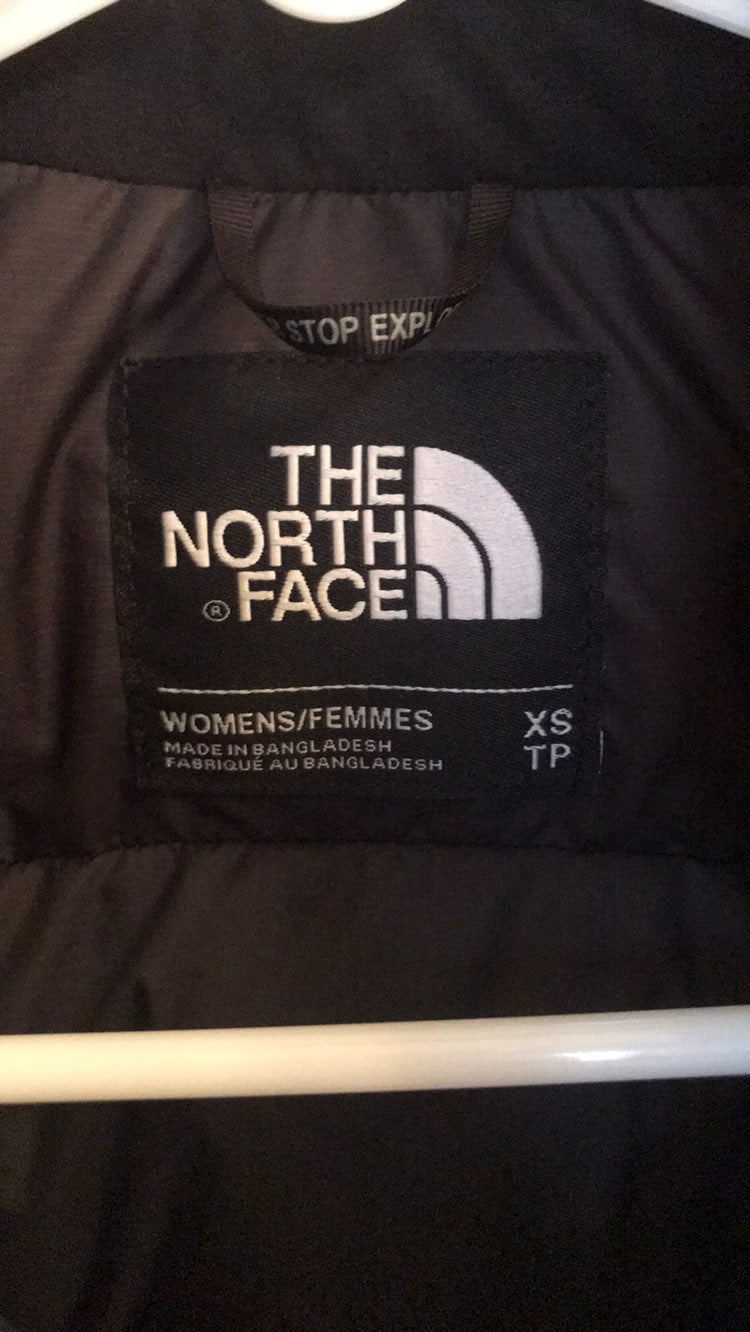 STOP EXPL
THE
NORTH
® FACE
WOMENS/FEMMES XS
MADE IN BANGLADESH TP
FABRIQUÉ AU BANGLADESH